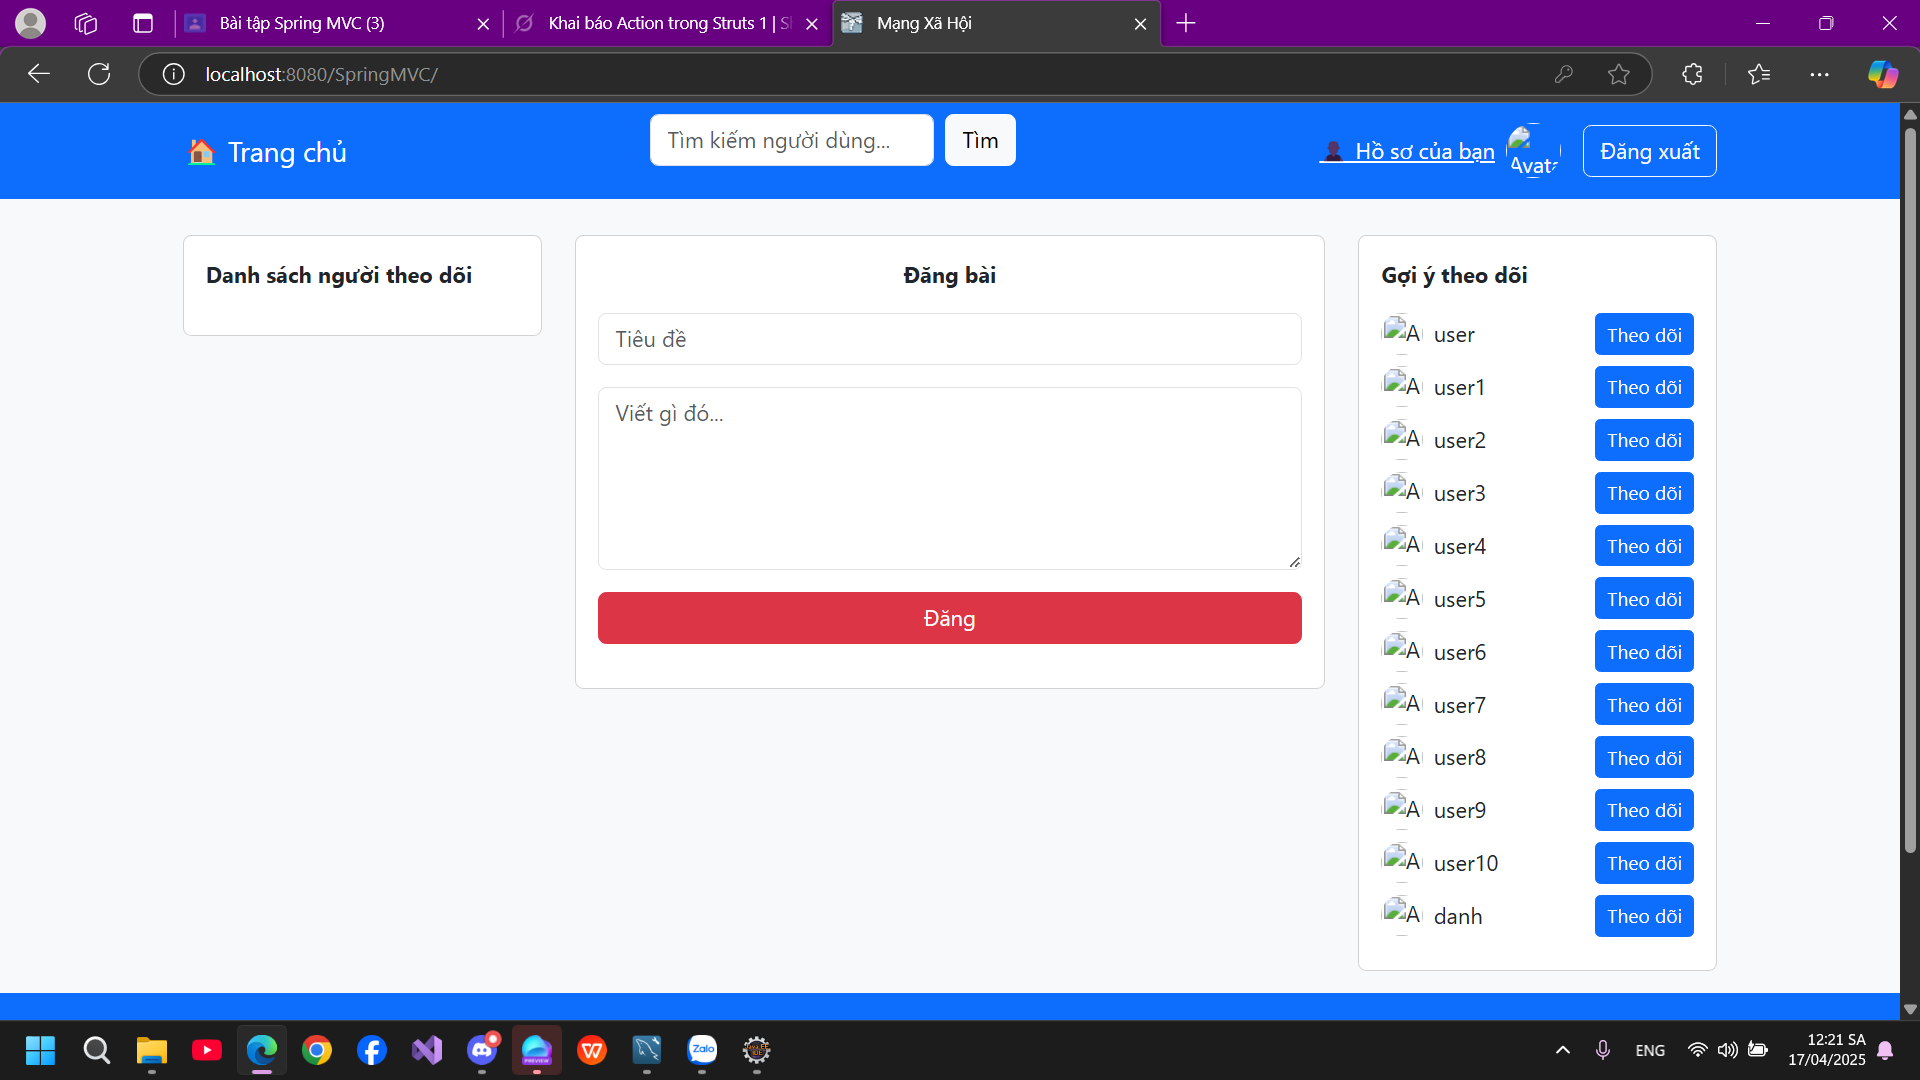 Bài tập Spring MVC (3)
Khai báo Action trong Struts 1 | S
Mạng Xã Hội
localhost:8080/SpringMVC/
Trang chủ
Tìm kiếm người dùng...
Tìm
Hồ sơ của bạn
Avata
Đăng xuất
Danh sách người theo dõi
Đăng bài
Tiêu đề
Viết gì đó...
Đăng
Gợi ý theo dõi
A user Theo dõi
A user1 Theo dõi
A user2 Theo dõi
A user3 Theo dõi
A user4 Theo dõi
A user5 Theo dõi
A user6 Theo dõi
A user7 Theo dõi
A user8 Theo dõi
A user9 Theo dõi
A user10 Theo dõi
A danh Theo dõi
PREVIEW
Zalo
ENG
12:21 SA
17/04/2025